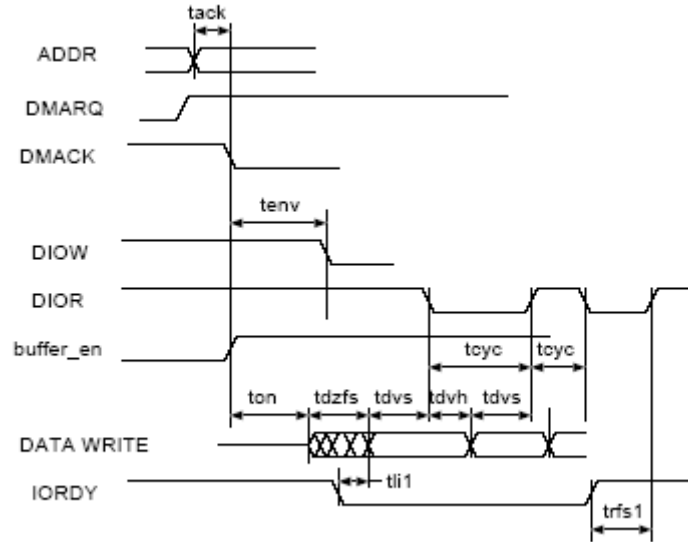 tack
ADDR
DMARQ
DMACK
tenv
DIOW
DIOR
buffer_en
tcyc tcyc
ton tdzfs tdvs tdvh tdvs
DATA WRITE
tli1
IORDY
trfs1